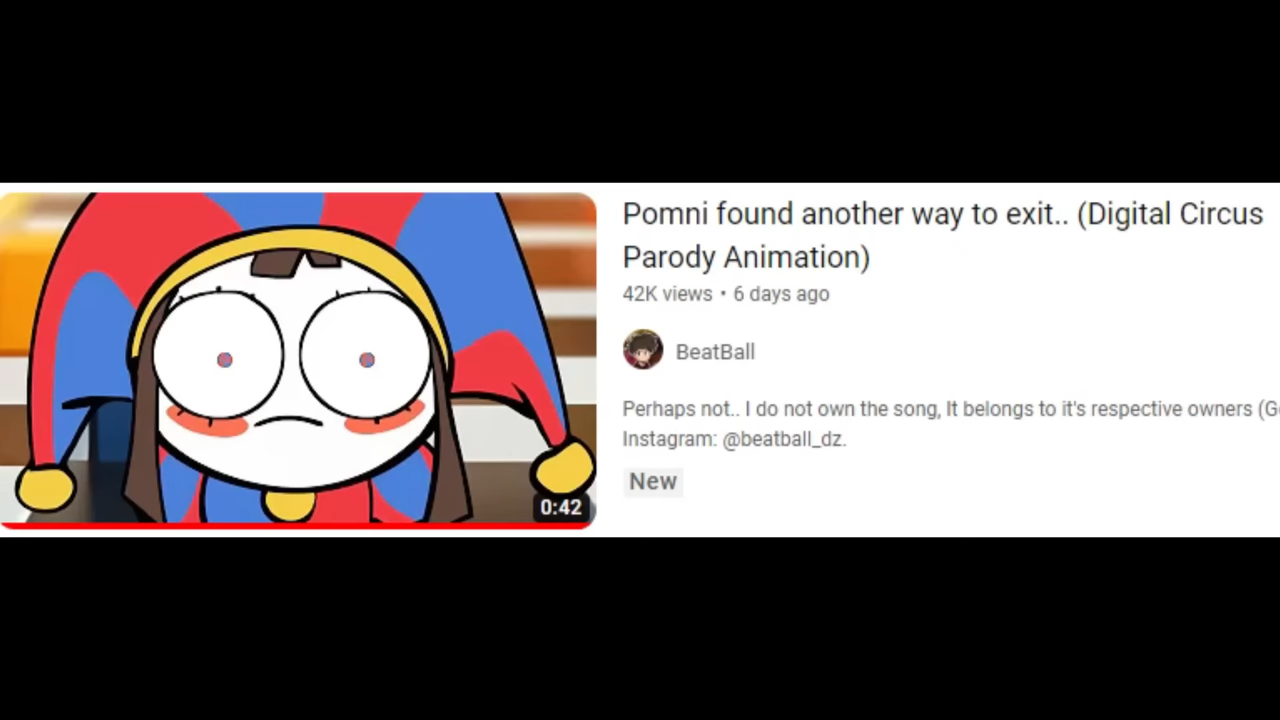 Pomni found another way to exit.. (Digital Circus
Parody Animation)
42K views • 6 days ago
BeatBall
Perhaps not.. I do not own the song, It belongs to it's respective owners (G
Instagram: @beatball_dz.
New
0:42